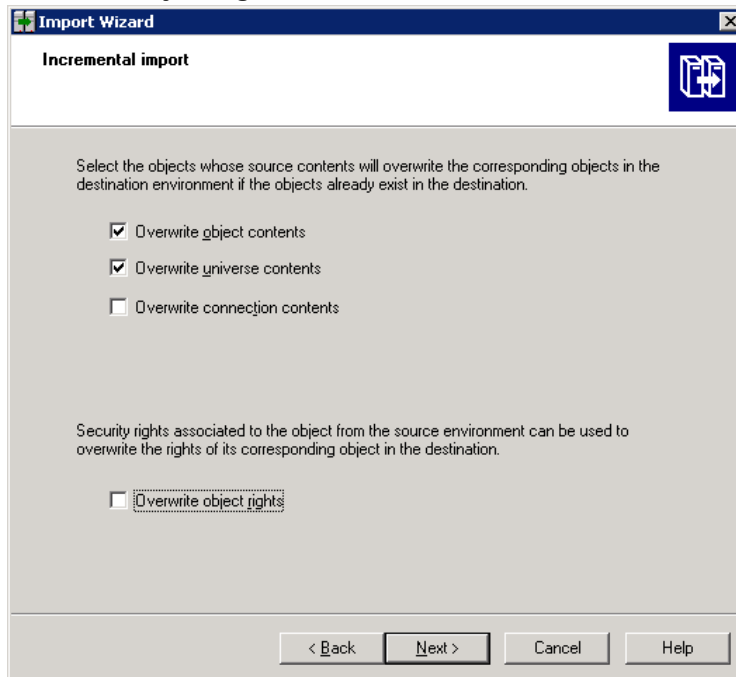 Import Wizard
Incremental import
Select the objects whose source contents will overwrite the corresponding objects in the
destination environment if the objects already exist in the destination.
Overwrite object contents
Overwrite universe contents
Overwrite connection contents
Security rights associated to the object from the source environment can be used to
overwrite the rights of its corresponding object in the destination.
Overwrite object rights
< Back Next > Cancel Help